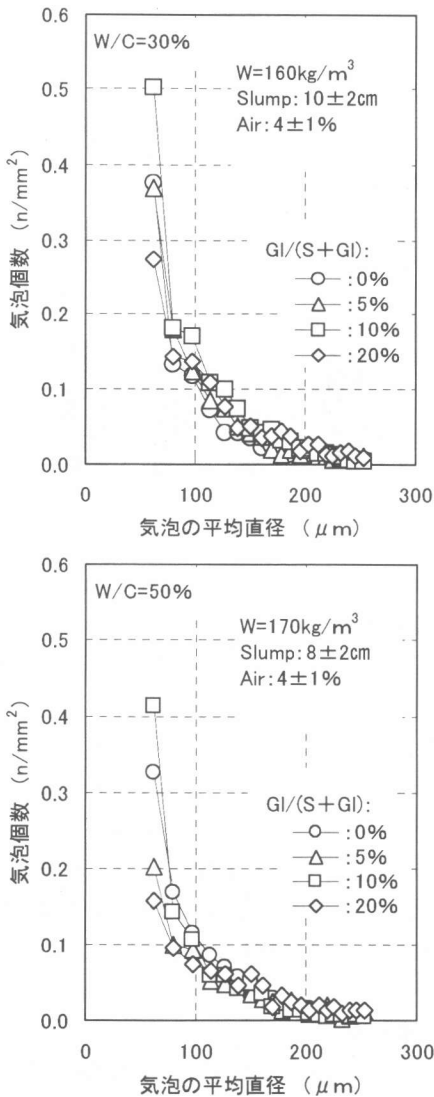 0.6
W/C=30%
W=160kg/m³
Slump:10±2cm
Air:4±1%
0.5
0.4
0.3
0.2
0.1
0.0
気泡個数 (n/mm²)
GI/(S+GI):
:0%
:5%
:10%
:20%
0 100 200 300
気泡の平均直径 (μm)
0.6
W/C=50%
W=170kg/m³
Slump:8±2cm
Air:4±1%
0.5
0.4
0.3
0.2
0.1
0.0
気泡個数 (n/mm²)
GI/(S+GI):
:0%
:5%
:10%
:20%
0 100 200 300
気泡の平均直径 (μm)